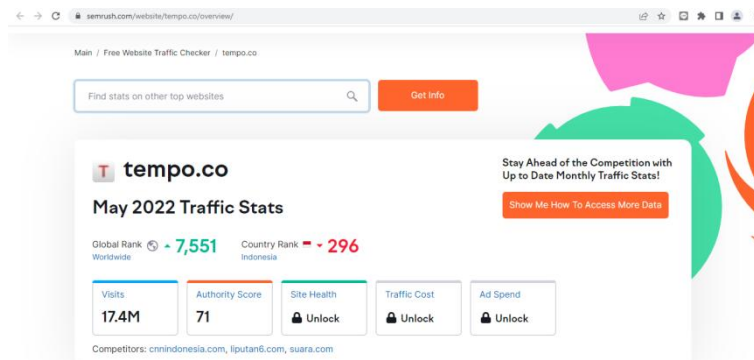 semrush.com/website/tempo.co/overview/
Main / Free Website Traffic Checker / tempo.co
Find stats on other top websites
Get Info
T tempo.co
May 2022 Traffic Stats
Global Rank 7,551
Worldwide
Country Rank 296
Indonesia
Stay Ahead of the Competition with
Up to Date Monthly Traffic Stats!
Show Me How To Access More Data
Visits
17.4M
Authority Score
71
Site Health
Unlock
Traffic Cost
Unlock
Ad Spend
Unlock
Competitors: cnnindonesia.com, liputan6.com, suara.com